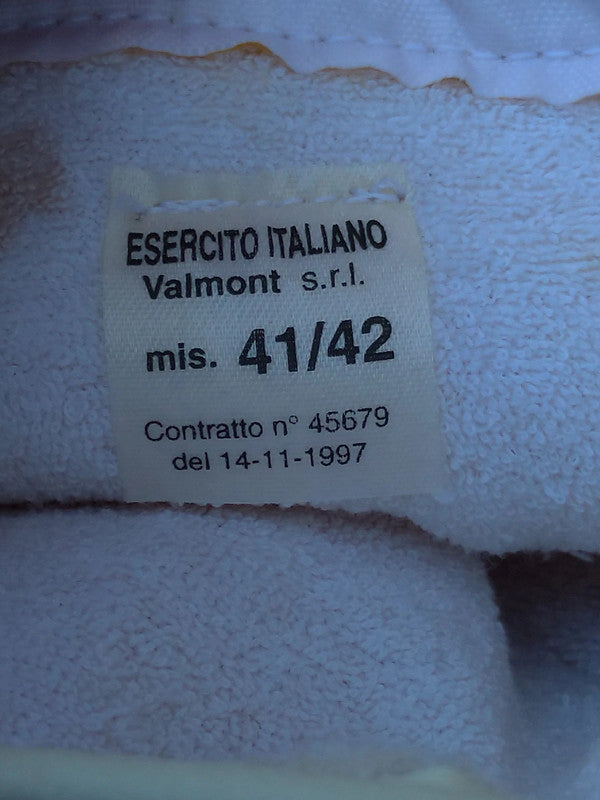 ESERCITO ITALIANO
Valmont s.r.l.
mis. 41/42
Contratto n° 45679
del 14-11-1997